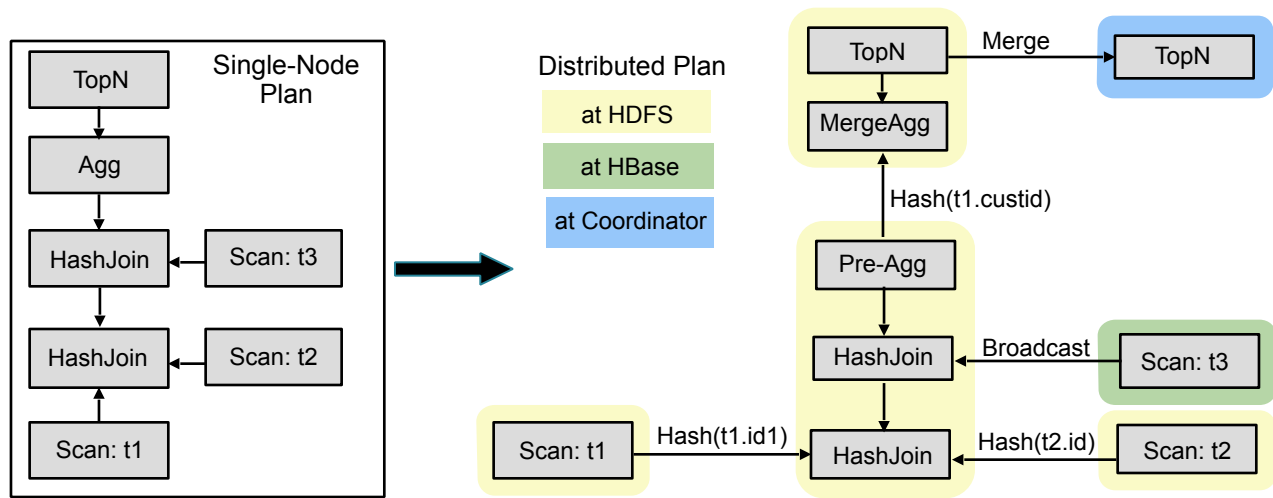 Single-Node
Plan
TopN
Agg
HashJoin
Scan: t3
HashJoin
Scan: t2
Scan: t1
Distributed Plan
at HDFS
at HBase
at Coordinator
TopN
Merge
TopN
MergeAgg
Hash(t1.custid)
Pre-Agg
HashJoin
Broadcast
Scan: t3
Scan: t1
Hash(t1.id1)
HashJoin
Hash(t2.id)
Scan: t2